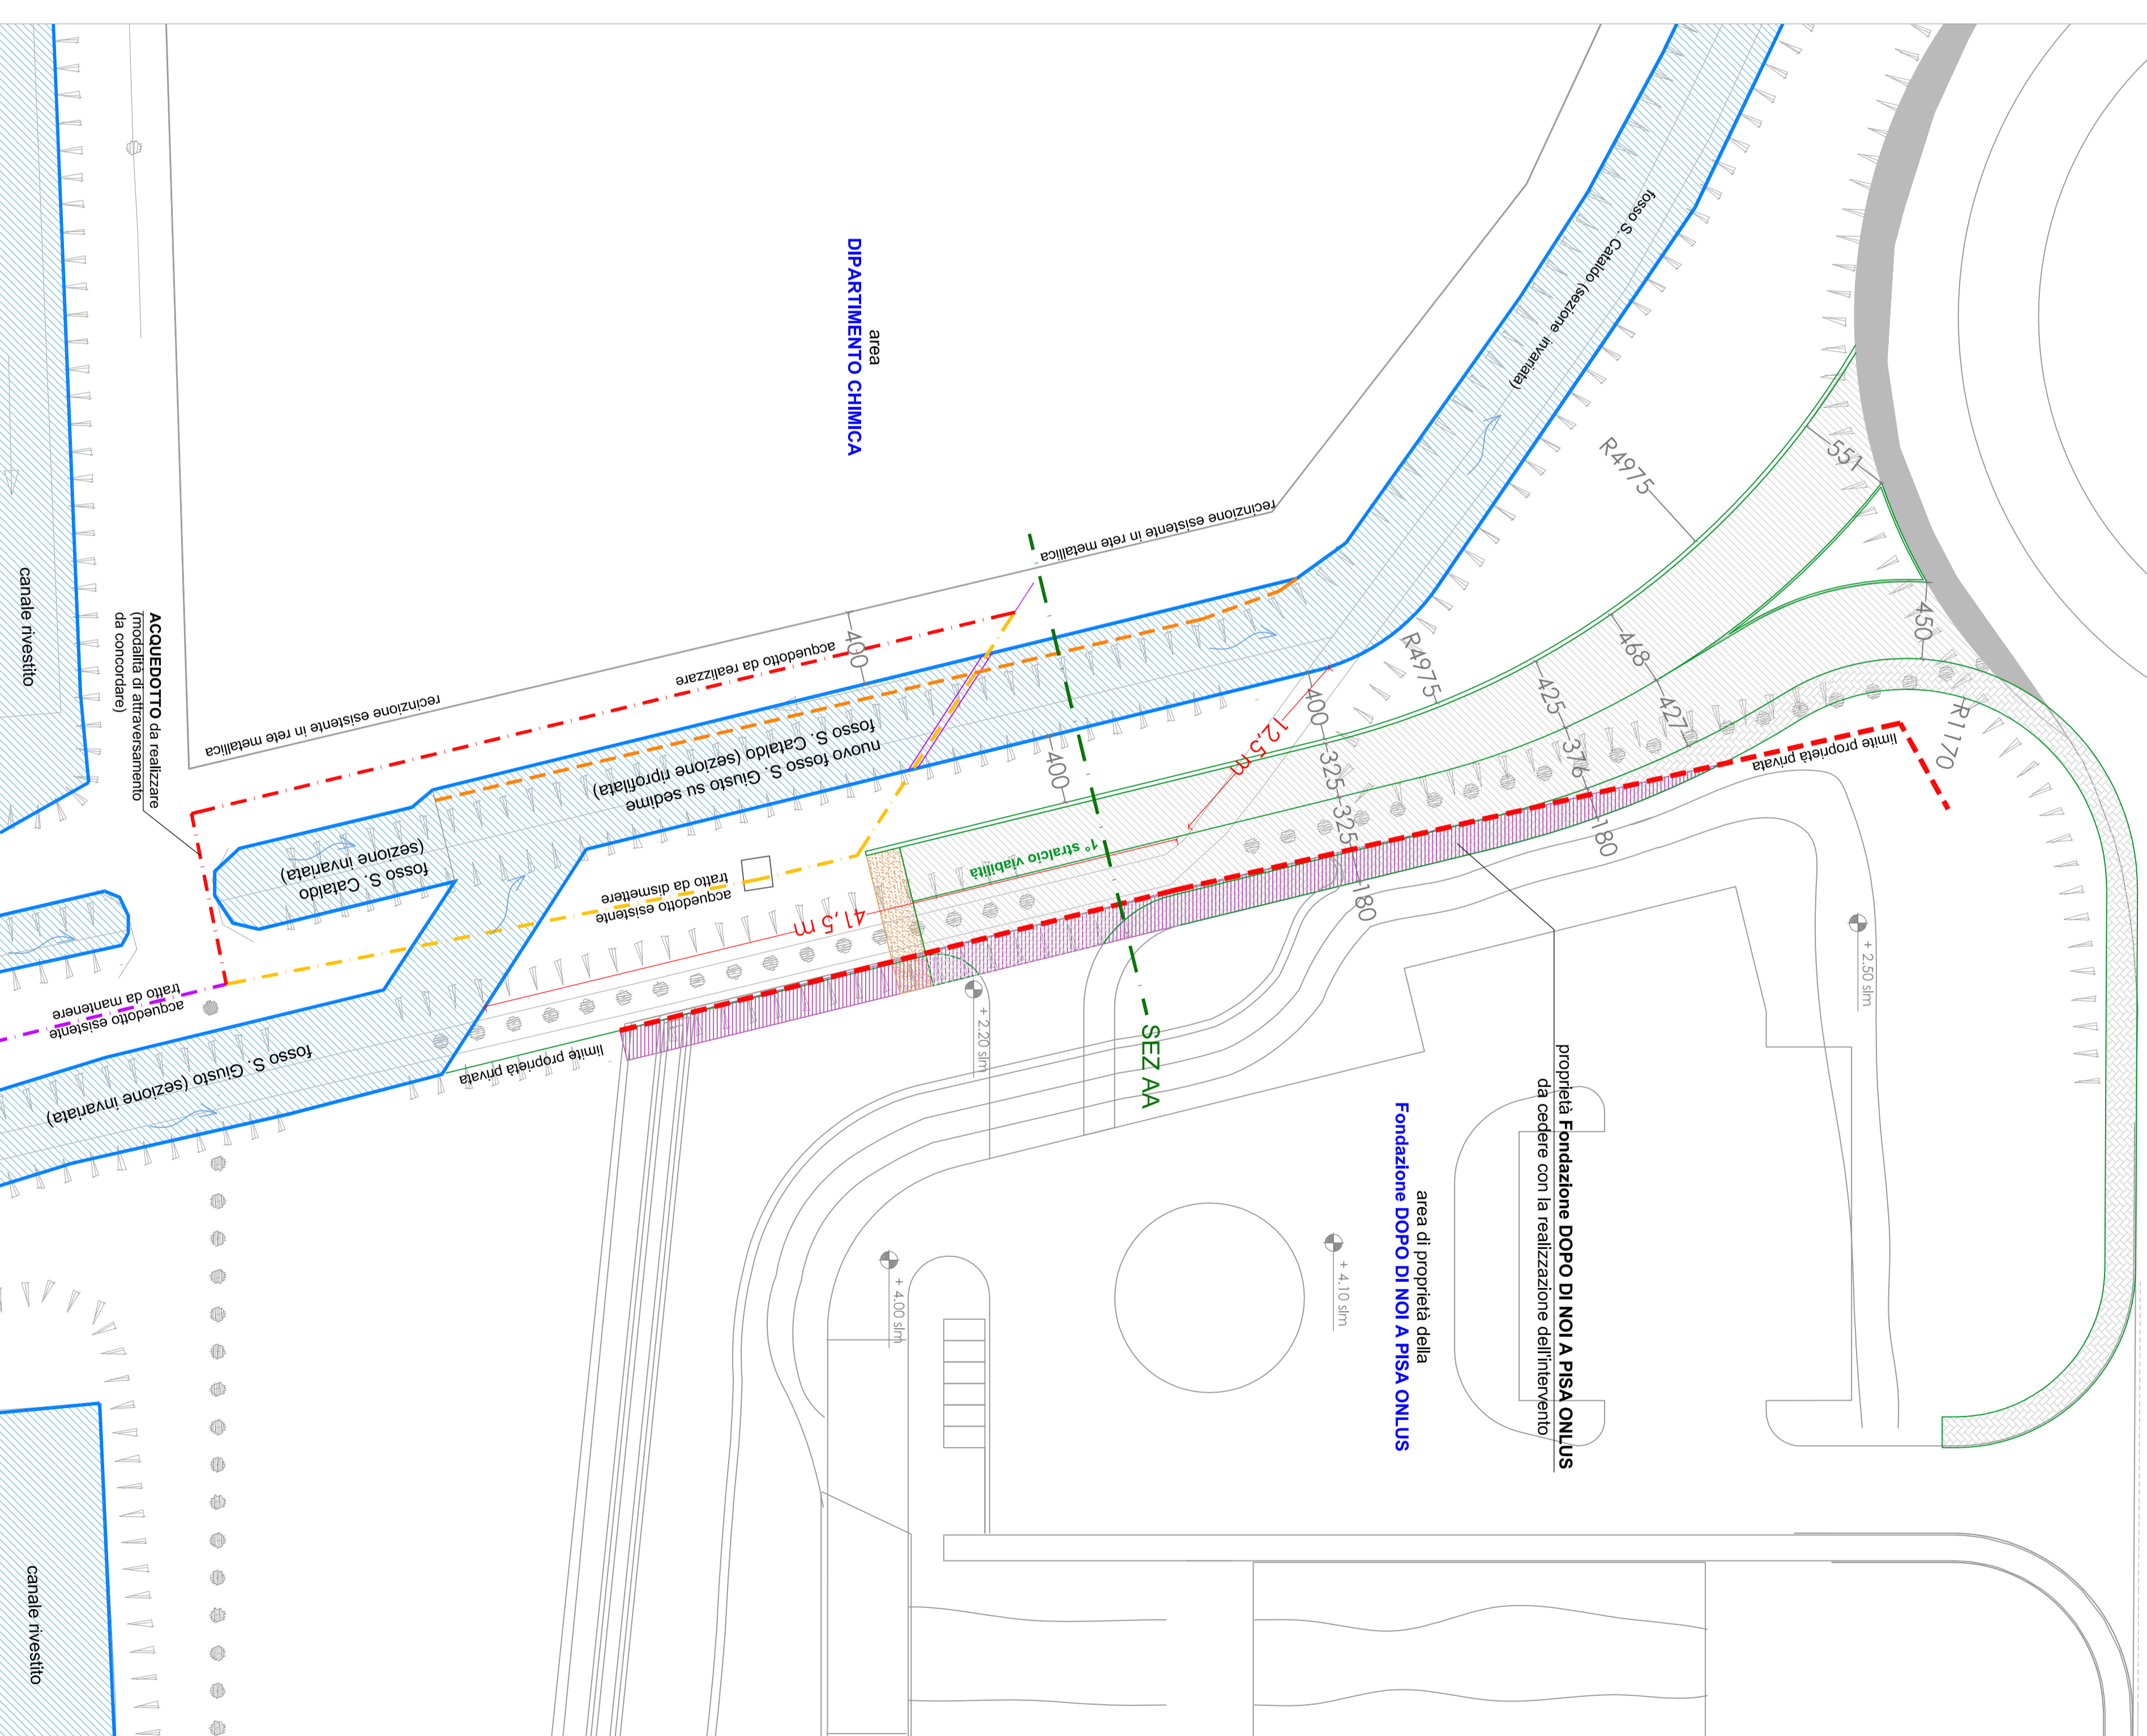 fosso S. Cataldo (sezione invariata)
area
DIPARTIMENTO CHIMICA
recinzione in rete metallica esistente
acquedotto da realizzare
recinzione in rete metallica esistente
canale rivestito
ACQUEDOTTO da realizzare
(modalità di attraversamento
da concordare)
nuovo fosso S. Giusto su sedime
fosso S. Cataldo (sezione riprofilata)
fosso S. Cataldo
(sezione invariata)
acquedotto esistente
tratto da dismettere
acquedotto esistente
tratto da mantenere
fosso S. Giusto (sezione invariata)
limite proprietà privata
limite proprietà privata
1° stralcio viabilità
41,5 m
12,5 m
400
400
400
325
325
180
R4975
R4975
551
468
427
425
376
180
450
R1170
SEZ AA
+ 2.20 slm
+ 2.50 slm
+ 4.00 slm
+ 4.10 slm
area di proprietà della
Fondazione DOPO DI NOI A PISA ONLUS
proprietà Fondazione DOPO DI NOI A PISA ONLUS
da cedere con la realizzazione dell'intervento
canale rivestito